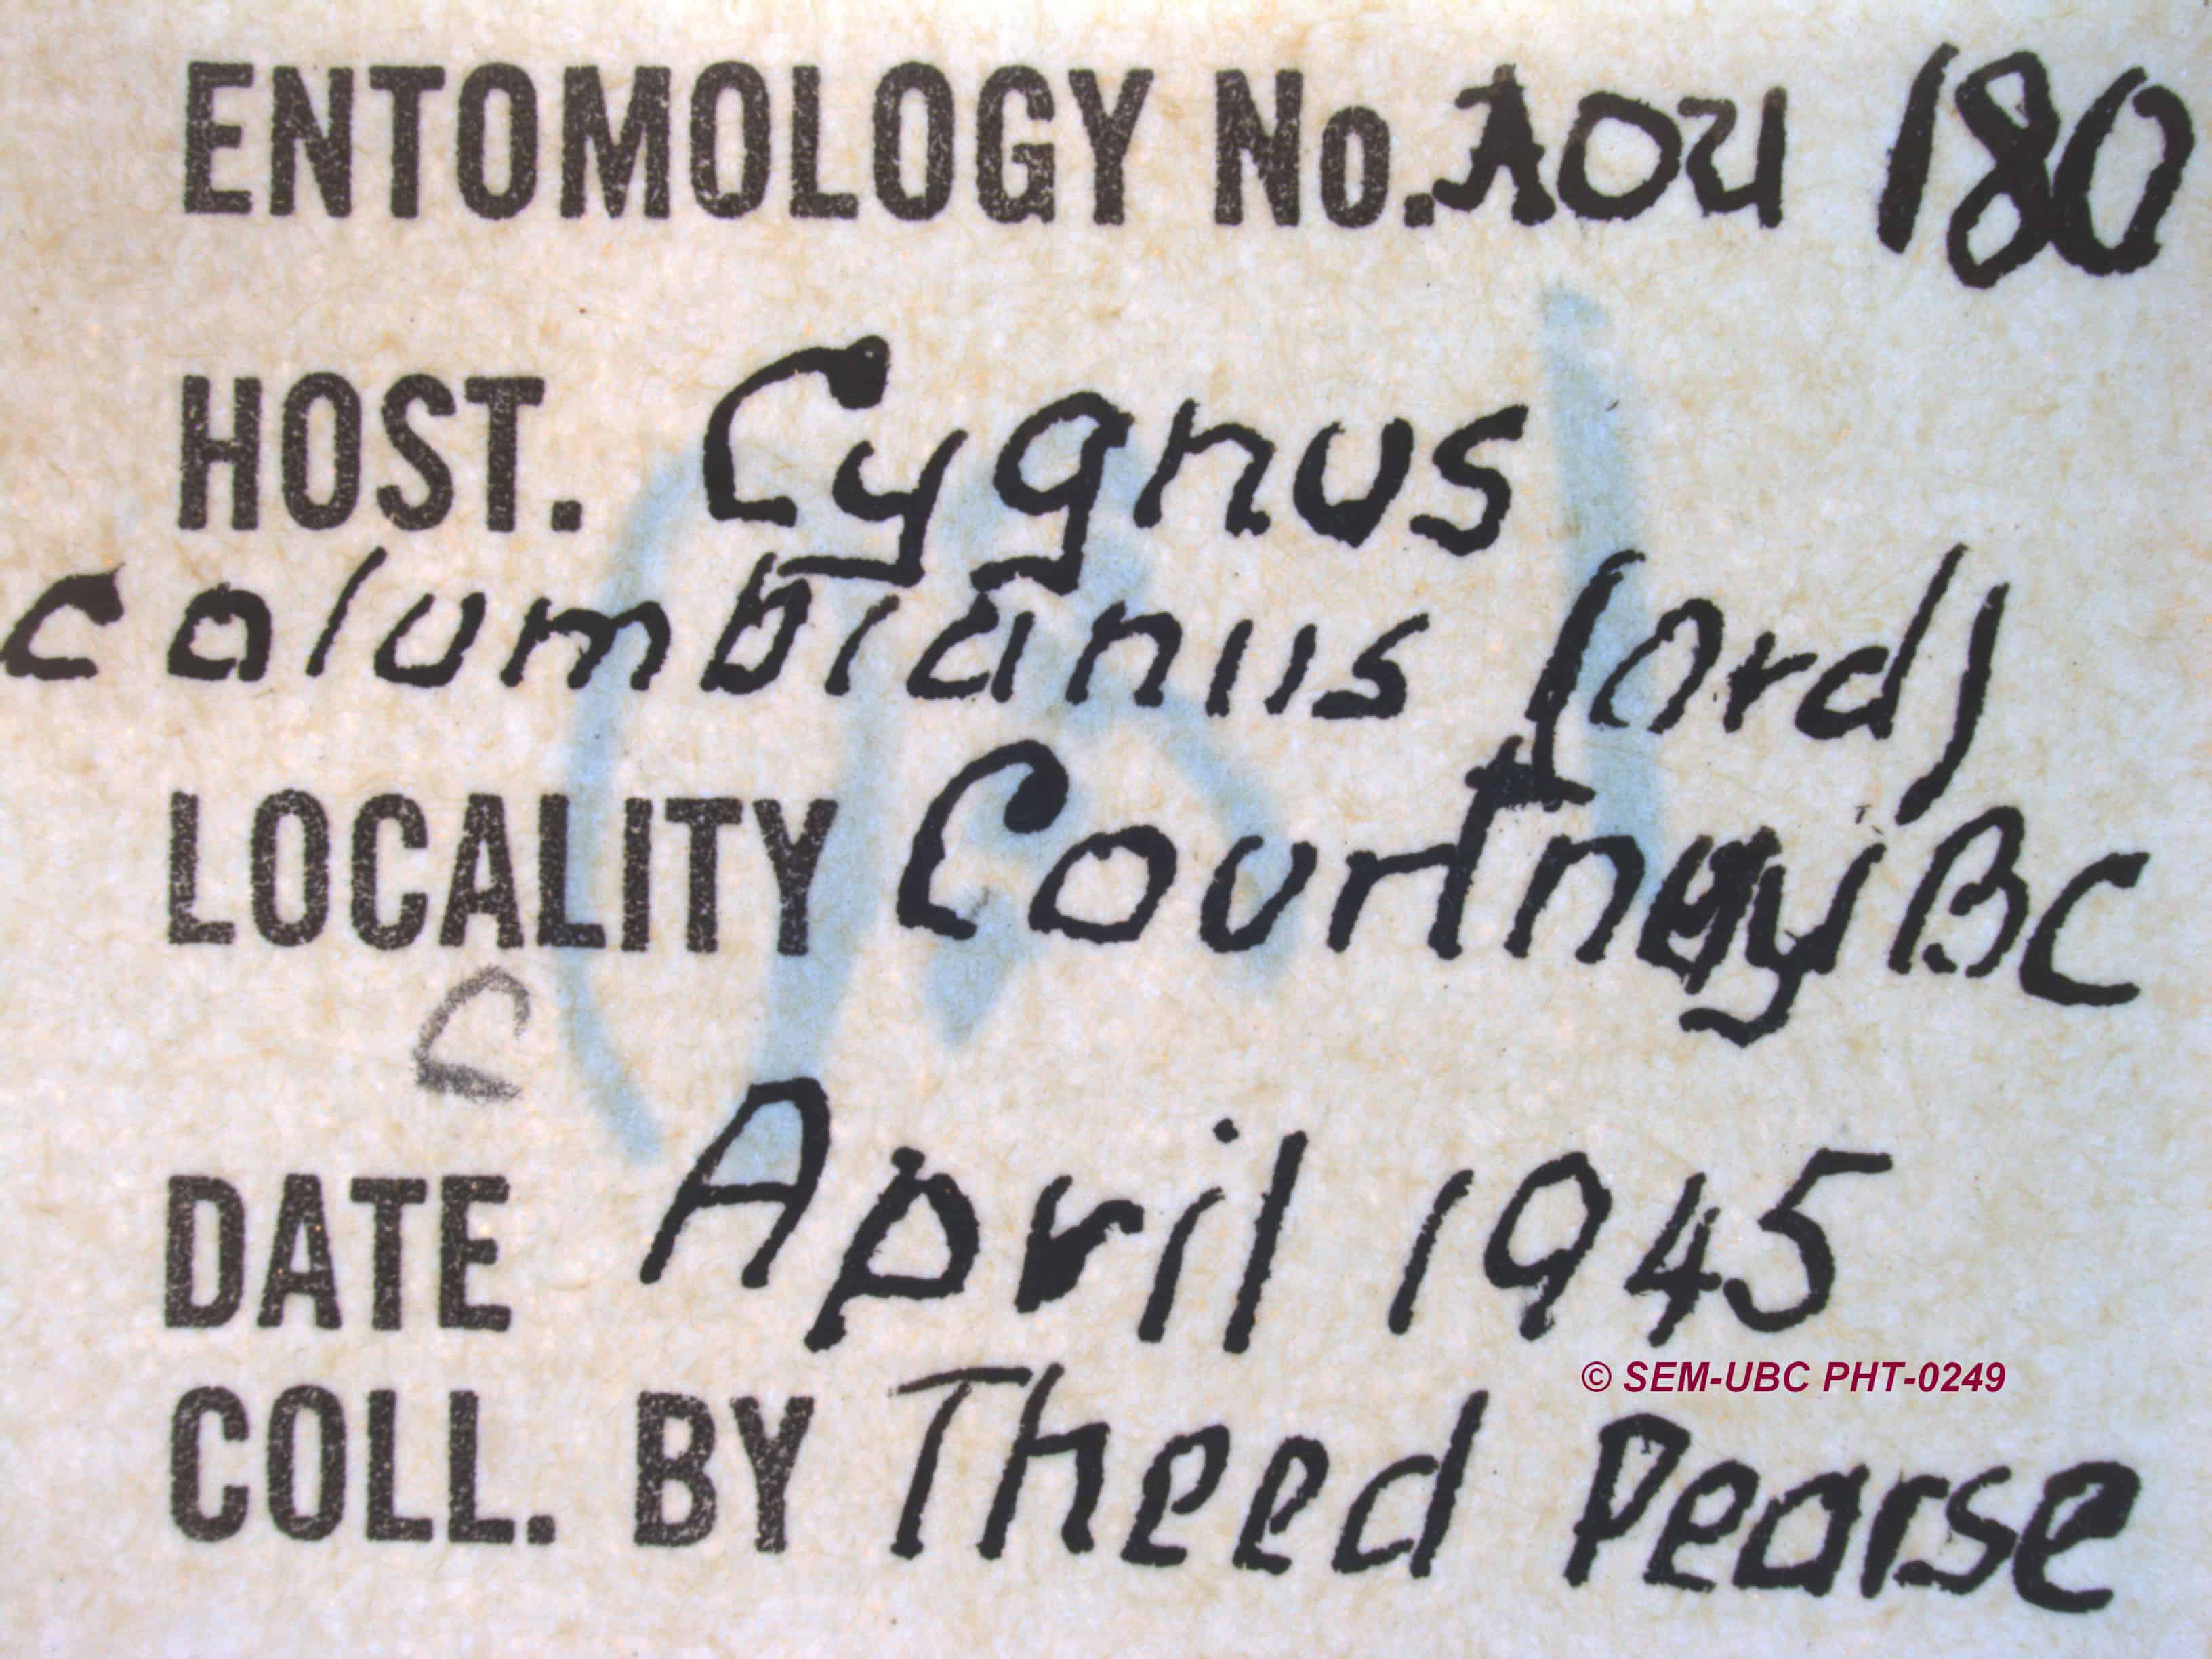 ENTOMOLOGY No. AOU 180
HOST. Cygnus
columbianus (Ord)
LOCALITY Courtney BC
C
DATE April 1945
© SEM-UBC PHT-0249
COLL. BY Theed Pearse